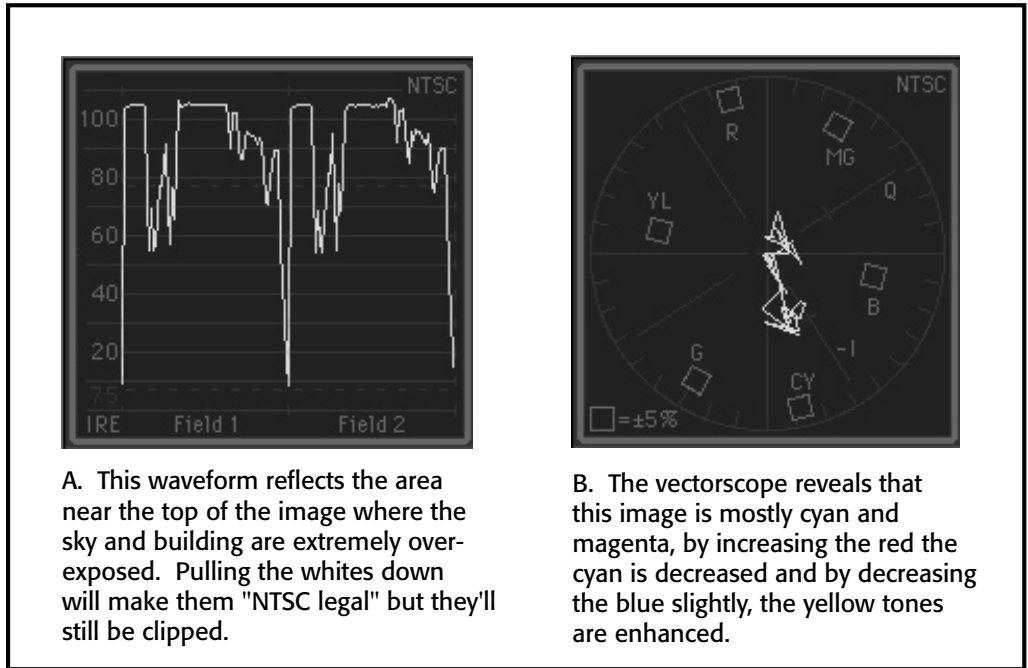 NTSC
100
80
60
40
20
7.5
IRE Field 1 Field 2
NTSC
R
MG
Q
YL
B
-I
G
CY
=±5%
A. This waveform reflects the area
near the top of the image where the
sky and building are extremely over-
exposed. Pulling the whites down
will make them "NTSC legal" but they'll
still be clipped.
B. The vectorscope reveals that
this image is mostly cyan and
magenta, by increasing the red the
cyan is decreased and by decreasing
the blue slightly, the yellow tones
are enhanced.